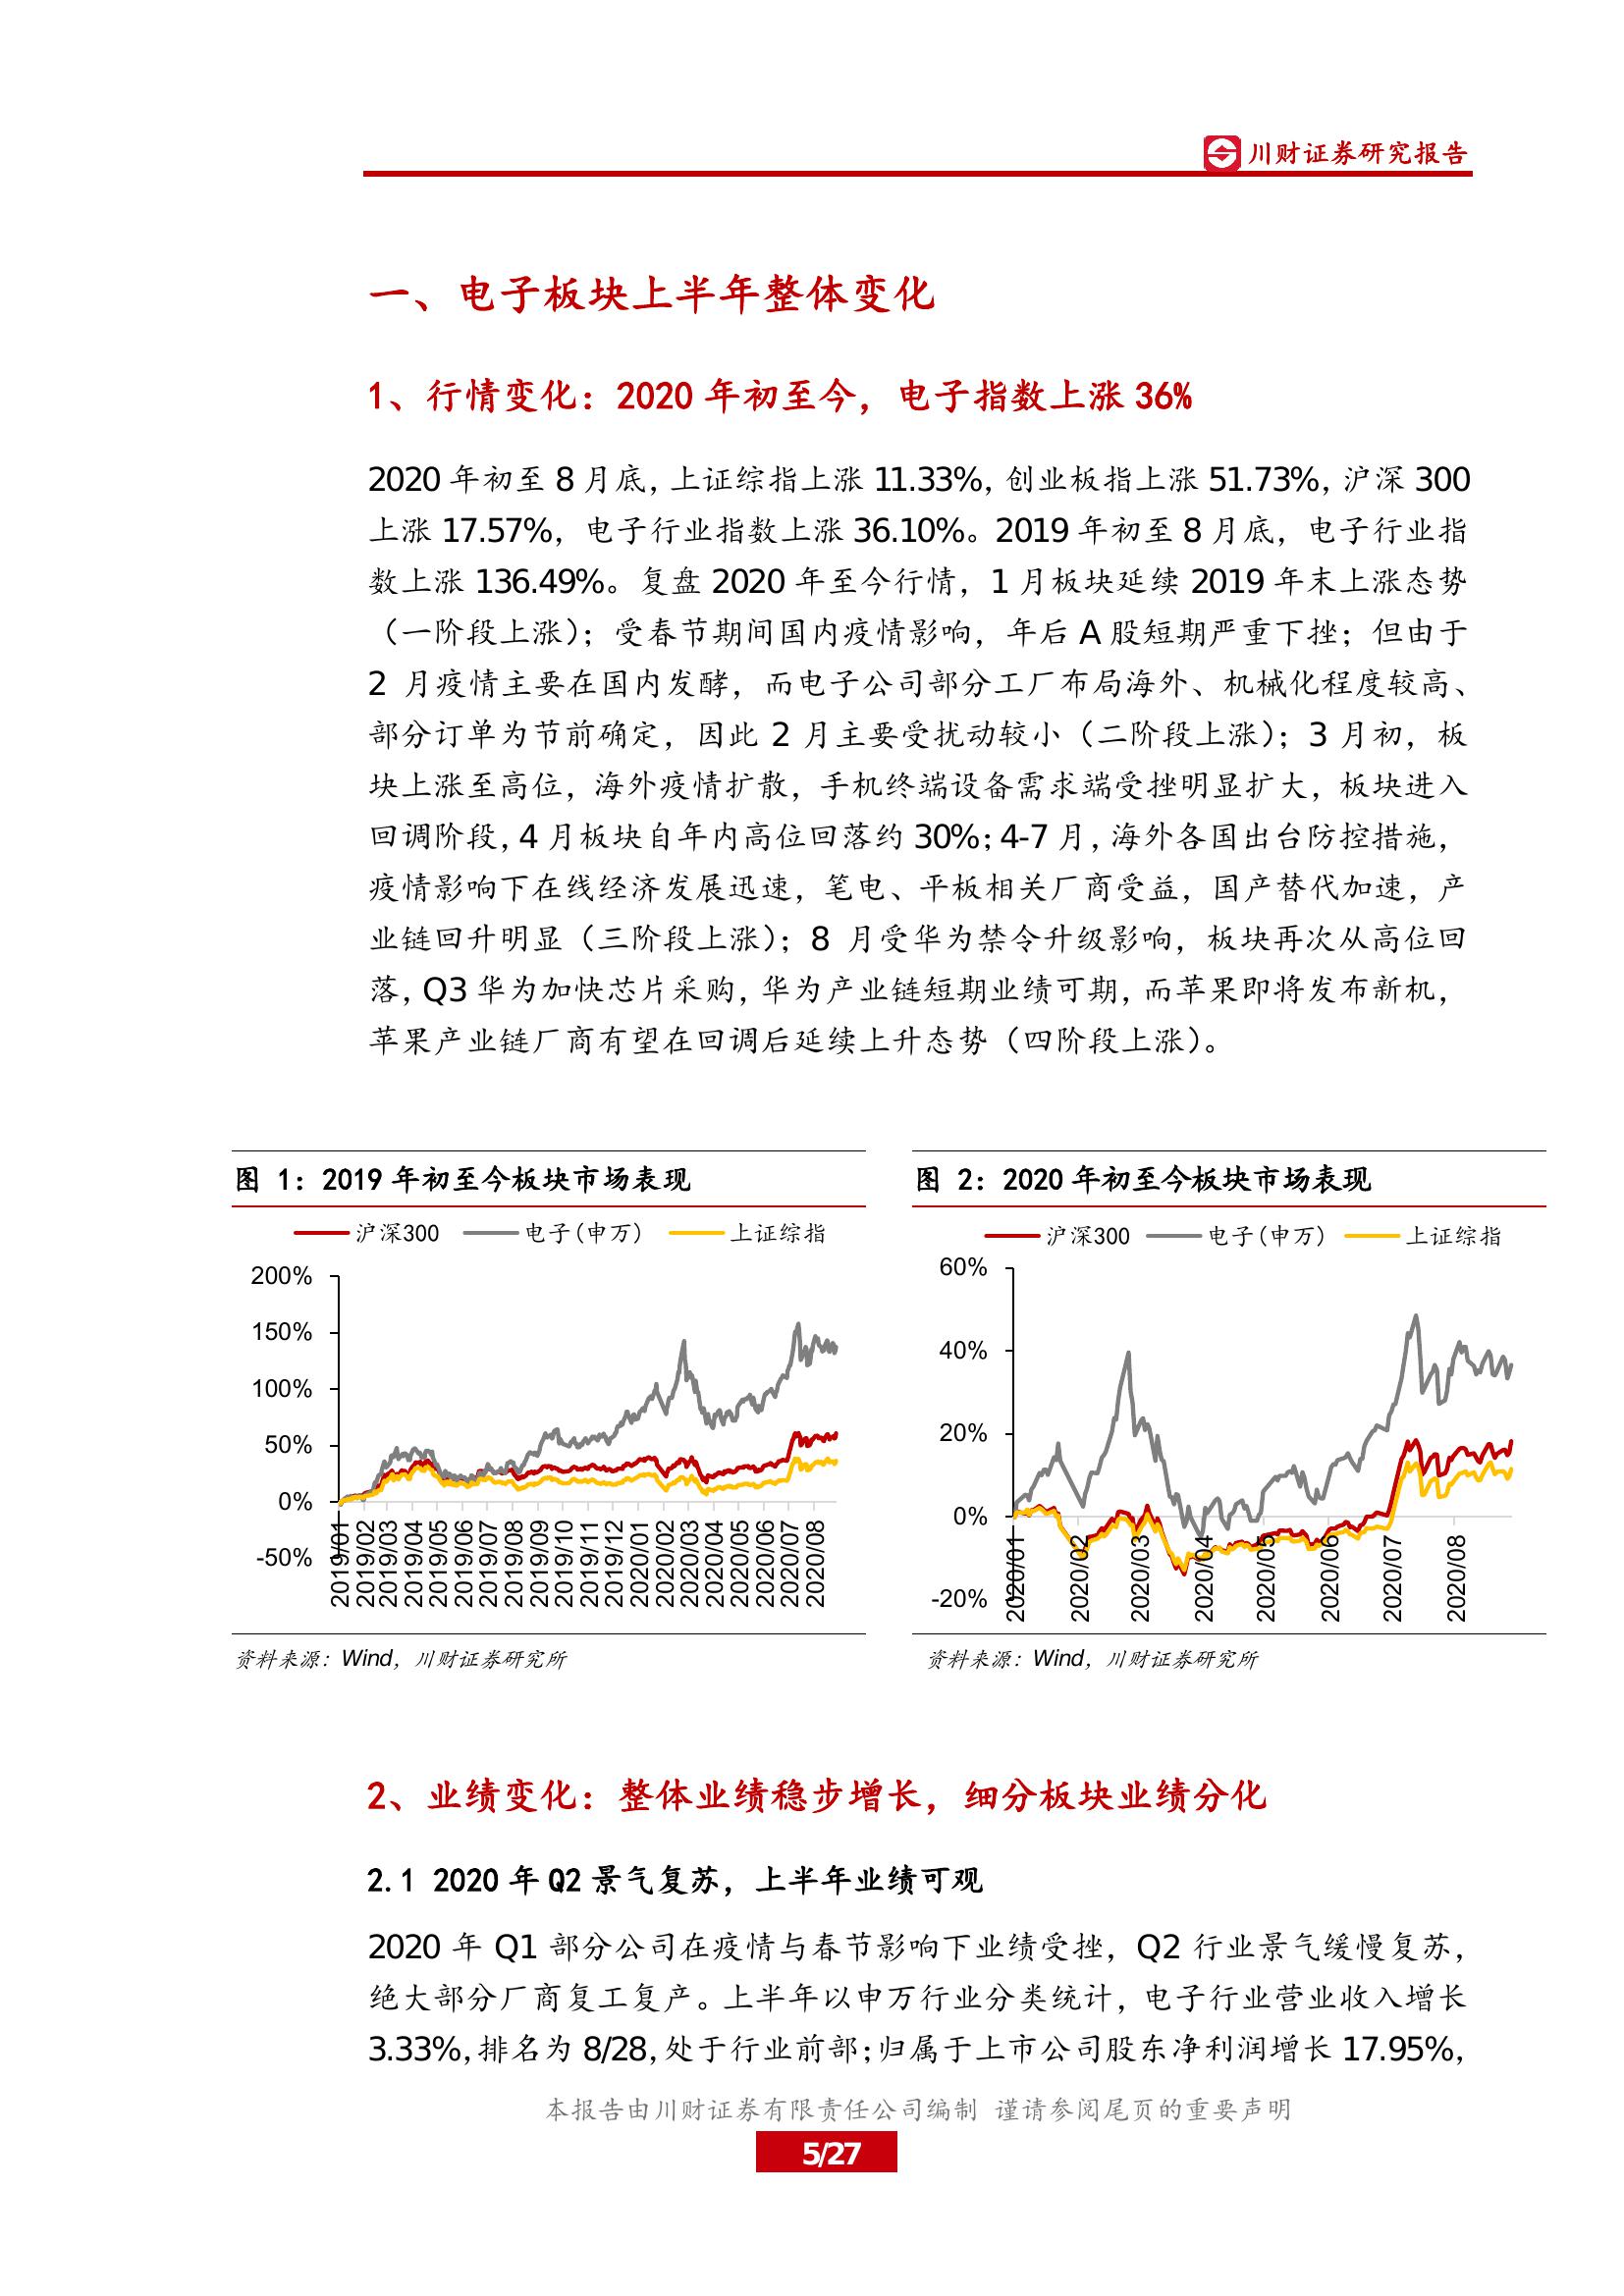 川财证券研究报告
一、电子板块上半年整体变化
1、行情变化：2020 年初至今，电子指数上涨 36%
2020 年初至 8 月底，上证综指上涨 11.33%，创业板指上涨 51.73%，沪深 300
上涨 17.57%，电子行业指数上涨 36.10%。2019 年初至 8 月底，电子行业指
数上涨 136.49%。复盘 2020 年至今行情，1 月板块延续 2019 年末上涨态势
（一阶段上涨）；受春节期间国内疫情影响，年后 A 股短期严重下挫；但由于
2 月疫情主要在国内发酵，而电子公司部分工厂布局海外、机械化程度较高、
部分订单为节前确定，因此 2 月主要受扰动较小（二阶段上涨）；3 月初，板
块上涨至高位，海外疫情扩散，手机终端设备需求端受挫明显扩大，板块进入
回调阶段，4 月板块自年内高位回落约 30%；4-7 月，海外各国出台防控措施，
疫情影响下在线经济发展迅速，笔电、平板相关厂商受益，国产替代加速，产
业链回升明显（三阶段上涨）；8 月受华为禁令升级影响，板块再次从高位回
落，Q3 华为加快芯片采购，华为产业链短期业绩可期，而苹果即将发布新机，
苹果产业链厂商有望在回调后延续上升态势（四阶段上涨）。
图 1：2019 年初至今板块市场表现
沪深300 电子(申万) 上证综指
200%
150%
100%
50%
0%
-50%
2019/01 2019/02 2019/03 2019/04 2019/05 2019/06 2019/07 2019/08 2019/09 2019/10 2019/11 2019/12 2020/01 2020/02 2020/03 2020/04 2020/05 2020/06 2020/07 2020/08
资料来源：Wind，川财证券研究所
图 2：2020 年初至今板块市场表现
沪深300 电子(申万) 上证综指
60%
40%
20%
0%
-20%
2020/01 2020/02 2020/03 2020/04 2020/05 2020/06 2020/07 2020/08
资料来源：Wind，川财证券研究所
2、业绩变化：整体业绩稳步增长，细分板块业绩分化
2.1 2020 年 Q2 景气复苏，上半年业绩可观
2020 年 Q1 部分公司在疫情与春节影响下业绩受挫，Q2 行业景气缓慢复苏，
绝大部分厂商复工复产。上半年以申万行业分类统计，电子行业营业收入增长
3.33%，排名为 8/28，处于行业前部；归属于上市公司股东净利润增长 17.95%，
本报告由川财证券有限责任公司编制 谨请参阅尾页的重要声明
5/27